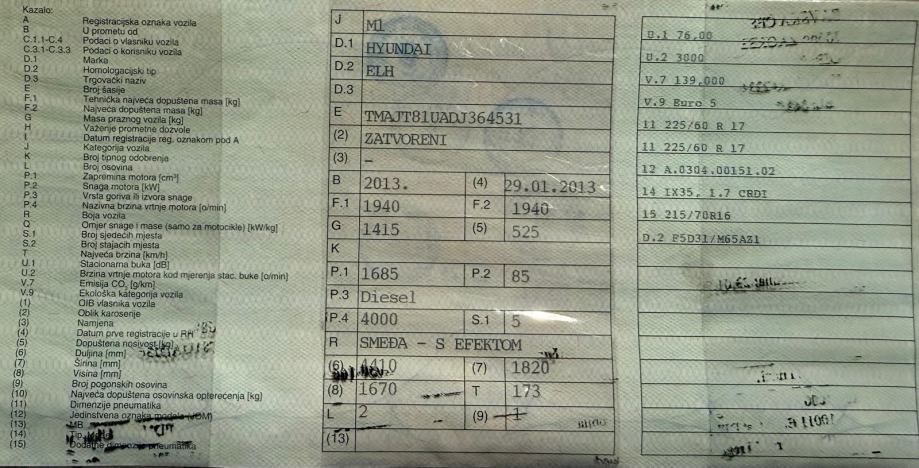 Kazalo:
A Registracijska oznaka vozila
B U prometu od
C.1.1-C.4 Podaci o vlasniku vozila
C.3.1-C.3.3 Podaci o korisniku vozila
D.1 Marka
D.2 Homologacijski tip
D.3 Trgovački naziv
E Broj šasije
F.1 Tehnička najveća dopuštena masa [kg]
F.2 Najveća dopuštena masa [kg]
G Masa praznog vozila [kg]
H Važenje prometne dozvole
I Datum registracije reg. oznakom pod A
J Kategorija vozila
K Broj tipnog odobrenja
L Broj osovina
P.1 Zapremina motora [cm³]
P.2 Snaga motora [kW]
P.3 Vrsta goriva ili izvora snage
P.4 Nazivna brzina vrtnje motora [o/min]
R Boja vozila
Q Omjer snage i mase (samo za motocikle) [kW/kg]
S.1 Broj sjedećih mjesta
S.2 Broj stajaćih mjesta
T Najveća brzina [km/h]
U.1 Stacionarna buka [dB]
U.2 Brzina vrtnje motora kod mjerenja stac. buke [o/min]
V.7 Emisija CO₂ [g/km]
V.9 Ekološka kategorija vozila
(1) OIB vlasnika vozila
(2) Oblik karoserije
(3) Namjena
(4) Datum prve registracije u RH
(5) Dopuštena nosivost [kg]
(6) Duljina [mm]
(7) Širina [mm]
(8) Visina [mm]
(9) Broj pogonskih osovina
(10) Najveća dopuštena osovinska opterećenja [kg]
(11) Dimenzije pneumatika
(12) Jedinstvena oznaka modela (JOM)
(13) MB
(14) Tip
(15) Dodatne dimenzije pneumatika
J M1
D.1 HYUNDAI
D.2 ELH
D.3
E TMAJT81UADJ364531
(2) ZATVORENI
(3) –
B 2013. (4) 29.01.2013
F.1 1940 F.2 1940
G 1415 (5) 525
K
P.1 1685 P.2 85
P.3 Diesel
P.4 4000 S.1 5
R SMEĐA – S EFEKTOM
(6) 4410 (7) 1820
(8) 1670 T 173
L 2 (9) 1
(13)
U.1 76,00
U.2 3000
V.7 139,000
V.9 Euro 5
11 225/60 R 17
11 225/60 R 17
12 A.0304.00151.02
14 IX35, 1.7 CRDI
15 215/70R16
D.2 F5D31/M65AZ1